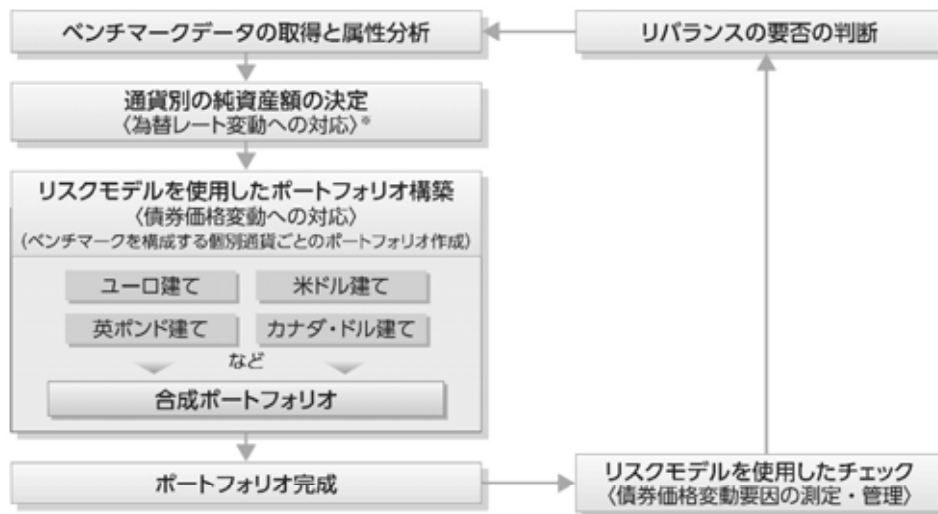 ベンチマークデータの取得と属性分析
リバランスの要否の判断
通貨別の純資産額の決定
〈為替レート変動への対応〉※
リスクモデルを使用したポートフォリオ構築
〈債券価格変動への対応〉
(ベンチマークを構成する個別通貨ごとのポートフォリオ作成)
ユーロ建て
米ドル建て
英ポンド建て
カナダ・ドル建て
など
合成ポートフォリオ
ポートフォリオ完成
リスクモデルを使用したチェック
〈債券価格変動要因の測定・管理〉